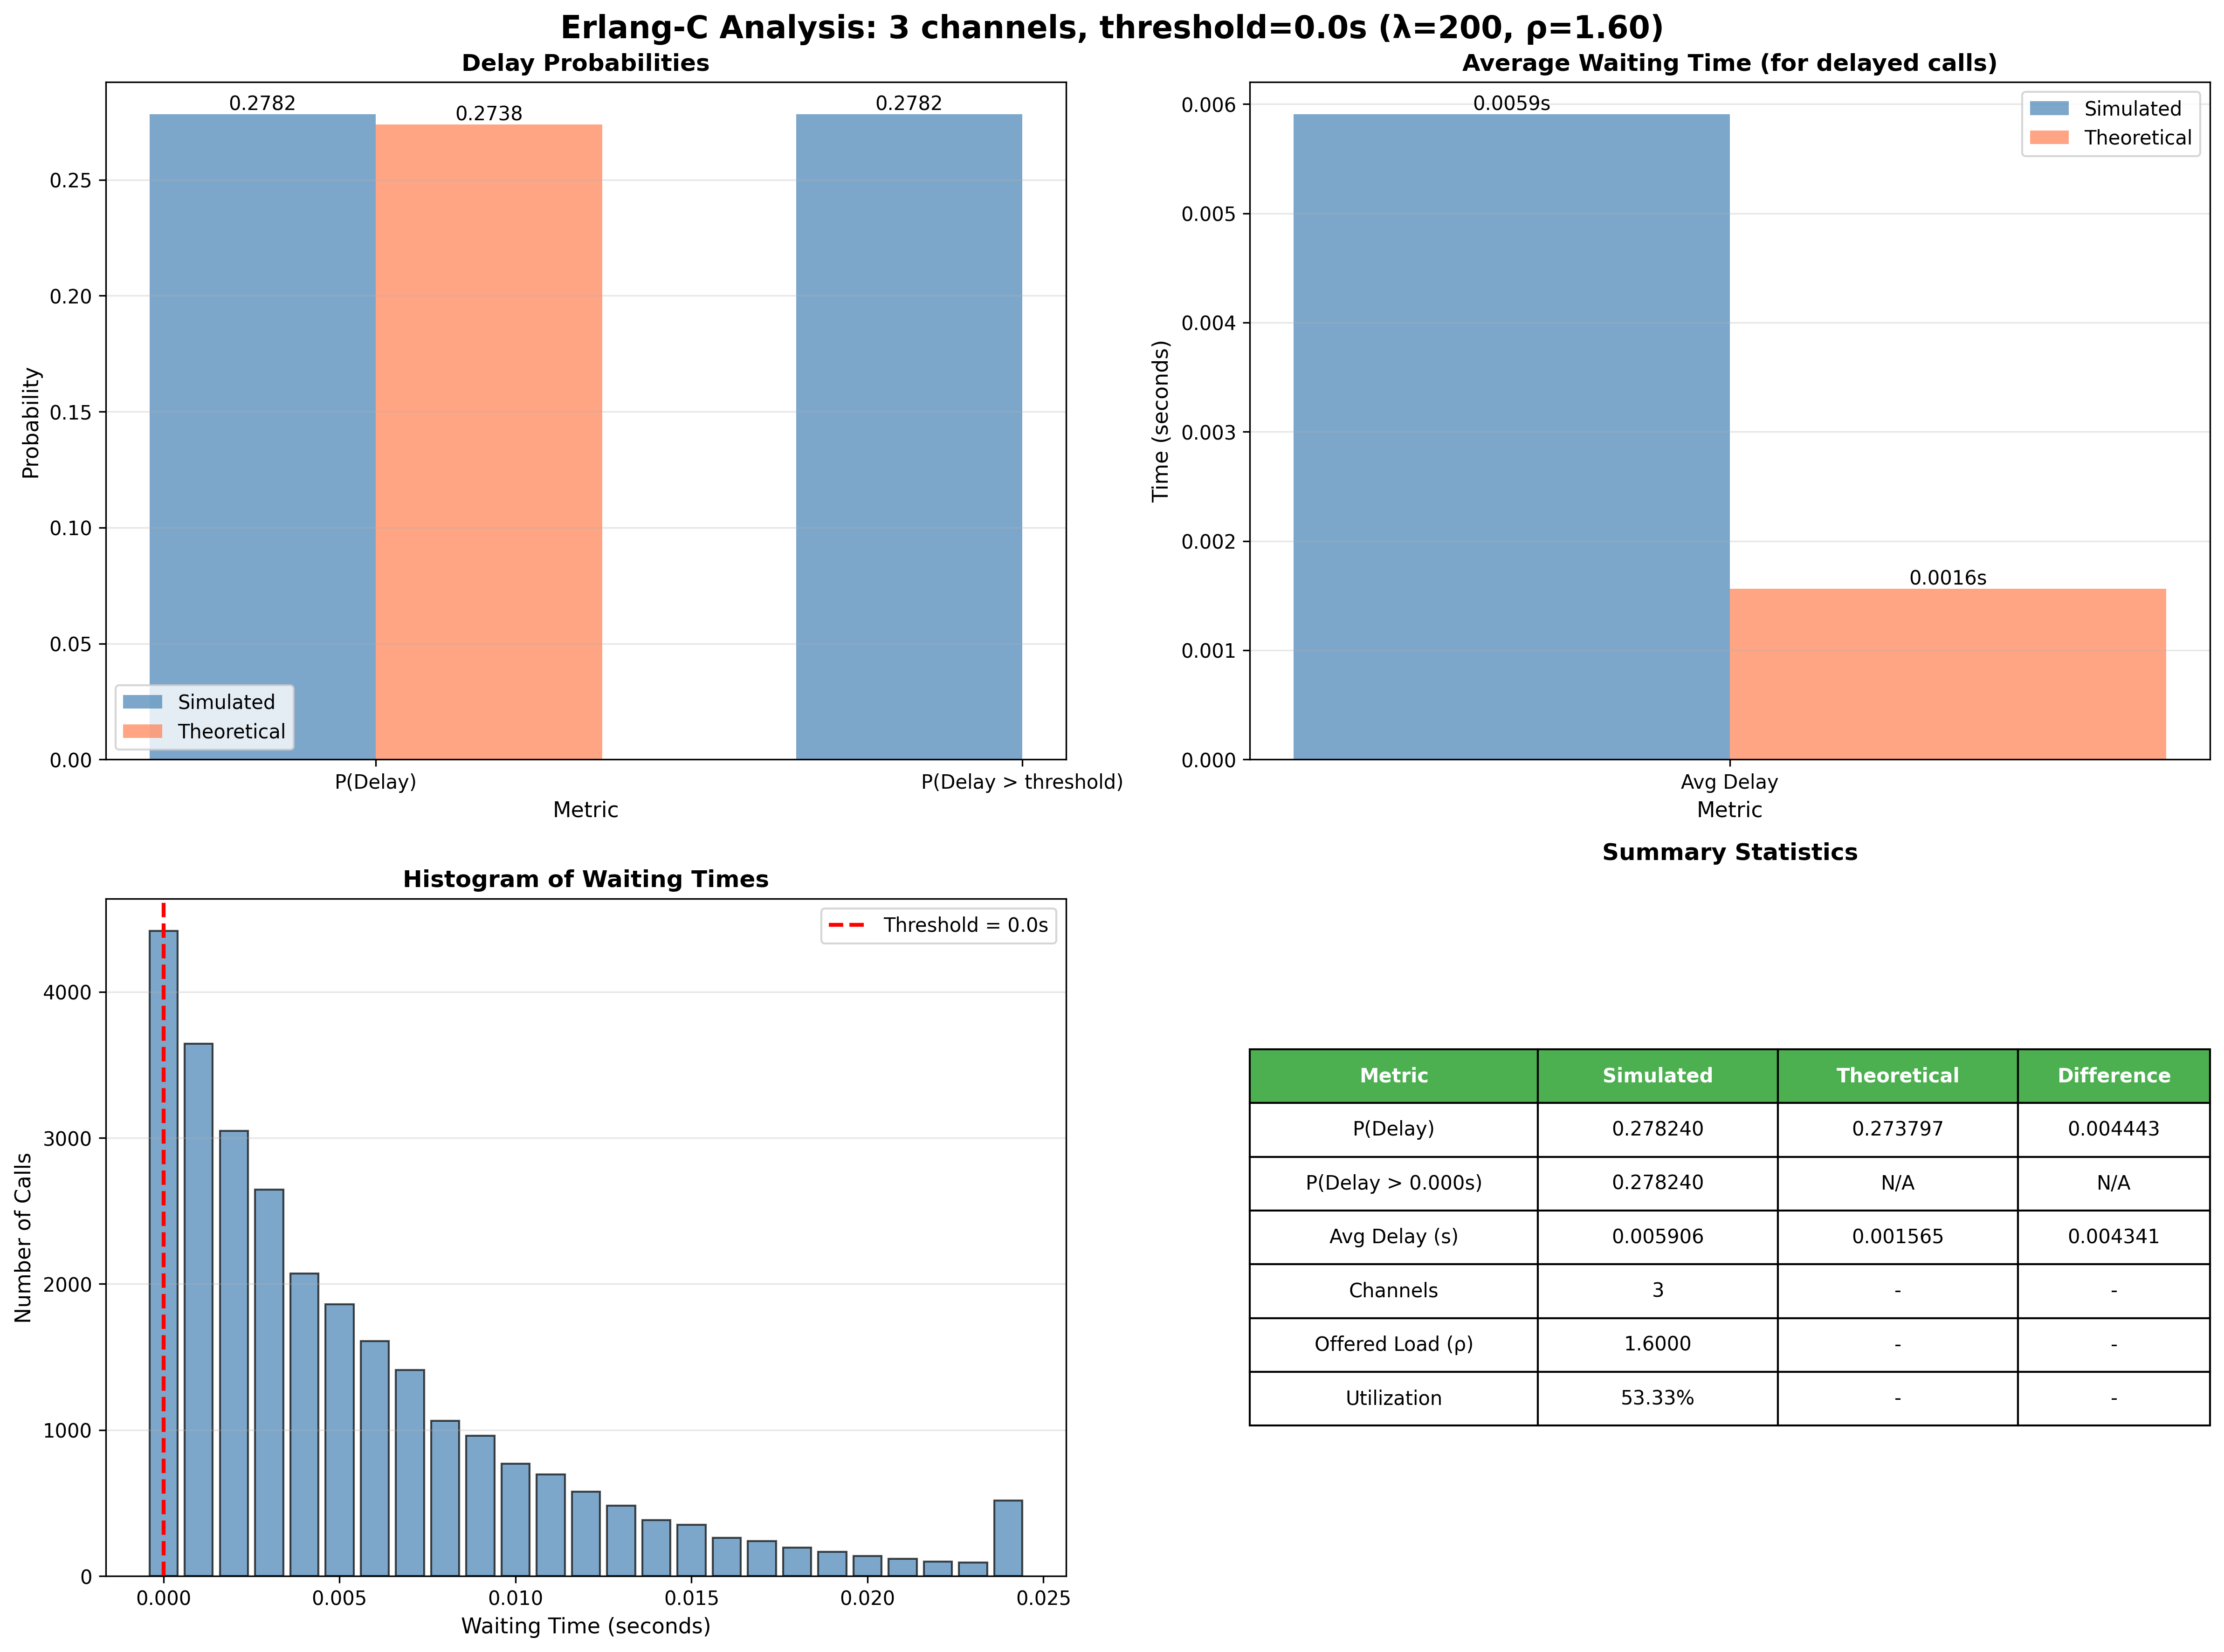 Erlang-C Analysis: 3 channels, threshold=0.0s (λ=200, ρ=1.60)
Delay Probabilities
0.2782
0.2738
0.2782
0.25
0.20
0.15
0.10
0.05
0.00
Probability
Simulated
Theoretical
P(Delay)
P(Delay > threshold)
Metric
Average Waiting Time (for delayed calls)
0.0059s
0.0016s
Simulated
Theoretical
0.006
0.005
0.004
0.003
0.002
0.001
0.000
Time (seconds)
Avg Delay
Metric
Histogram of Waiting Times
Threshold = 0.0s
4000
3000
2000
1000
0
Number of Calls
0.000 0.005 0.010 0.015 0.020 0.025
Waiting Time (seconds)
Summary Statistics
Metric Simulated Theoretical Difference
P(Delay) 0.278240 0.273797 0.004443
P(Delay > 0.000s) 0.278240 N/A N/A
Avg Delay (s) 0.005906 0.001565 0.004341
Channels 3 - -
Offered Load (ρ) 1.6000 - -
Utilization 53.33% - -